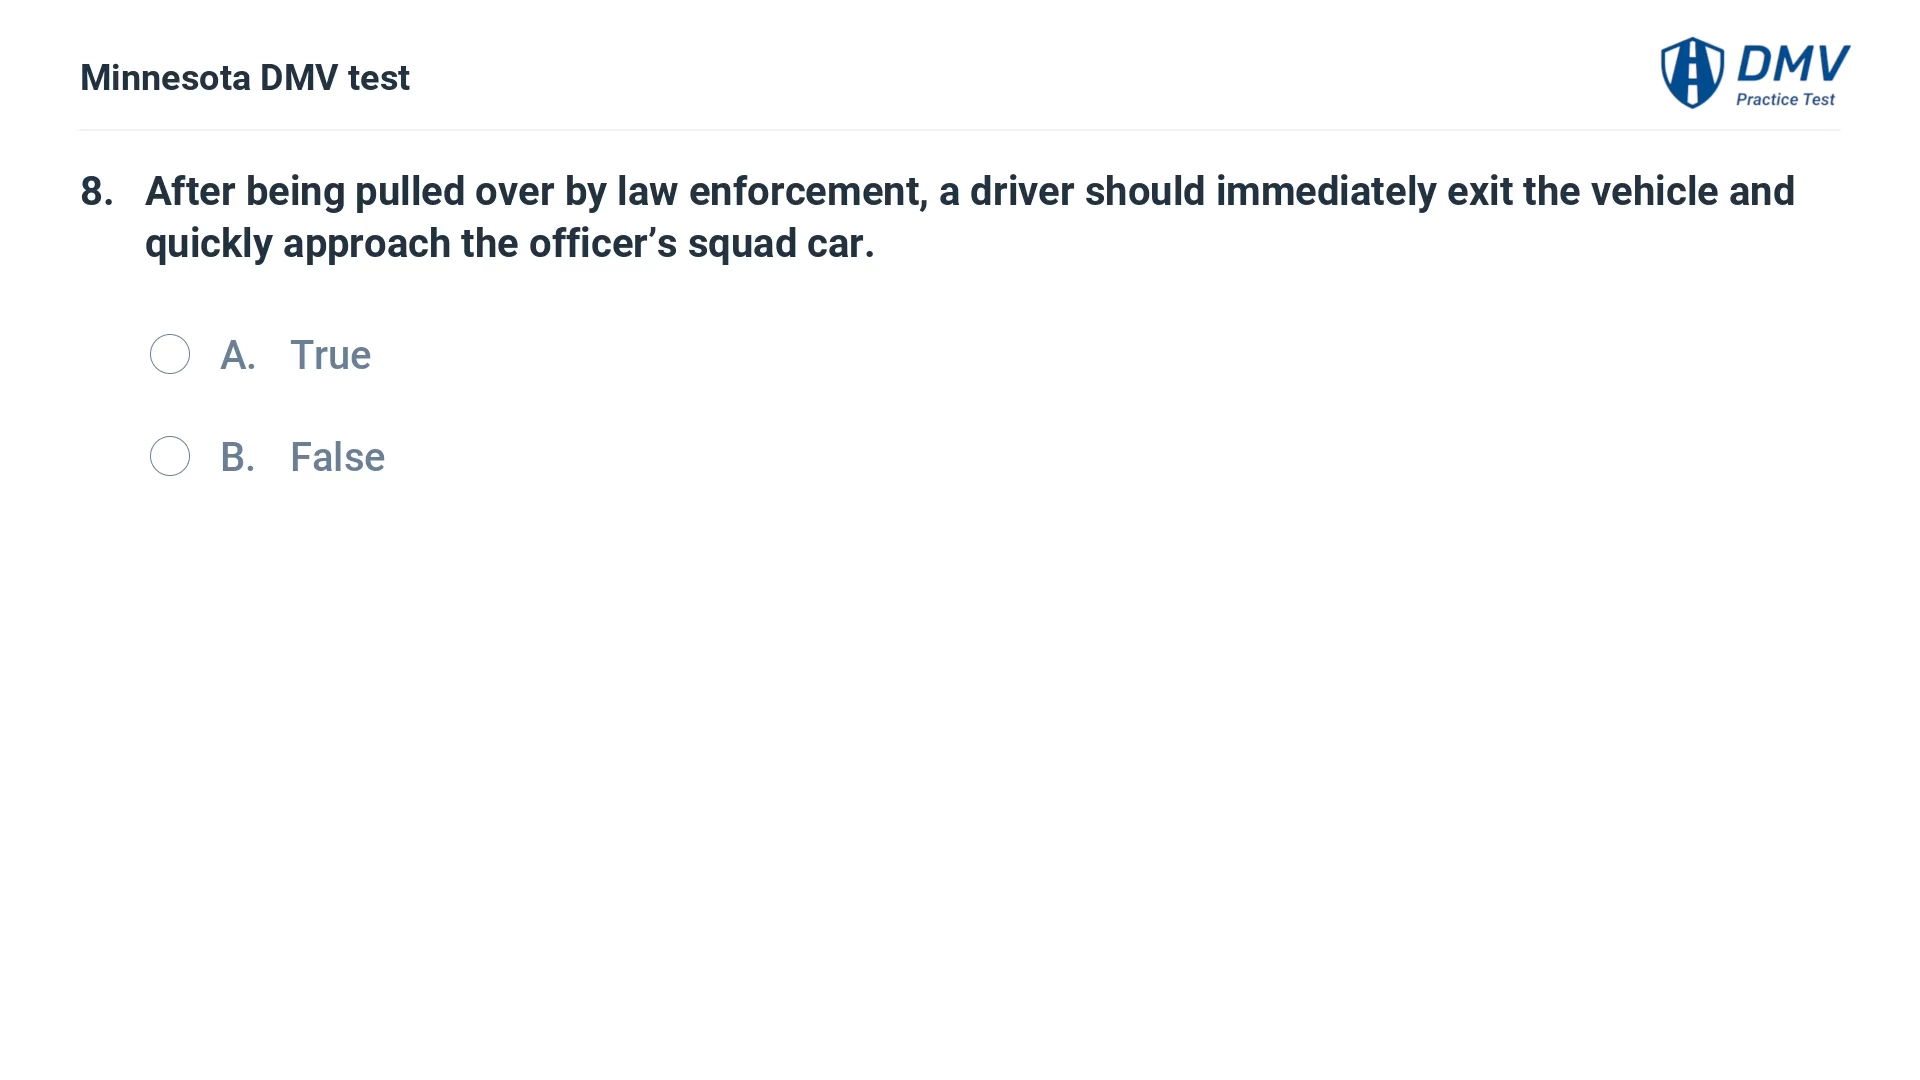 Minnesota DMV test
DMV
Practice Test
8. After being pulled over by law enforcement, a driver should immediately exit the vehicle and
quickly approach the officer’s squad car.
A. True
B. False